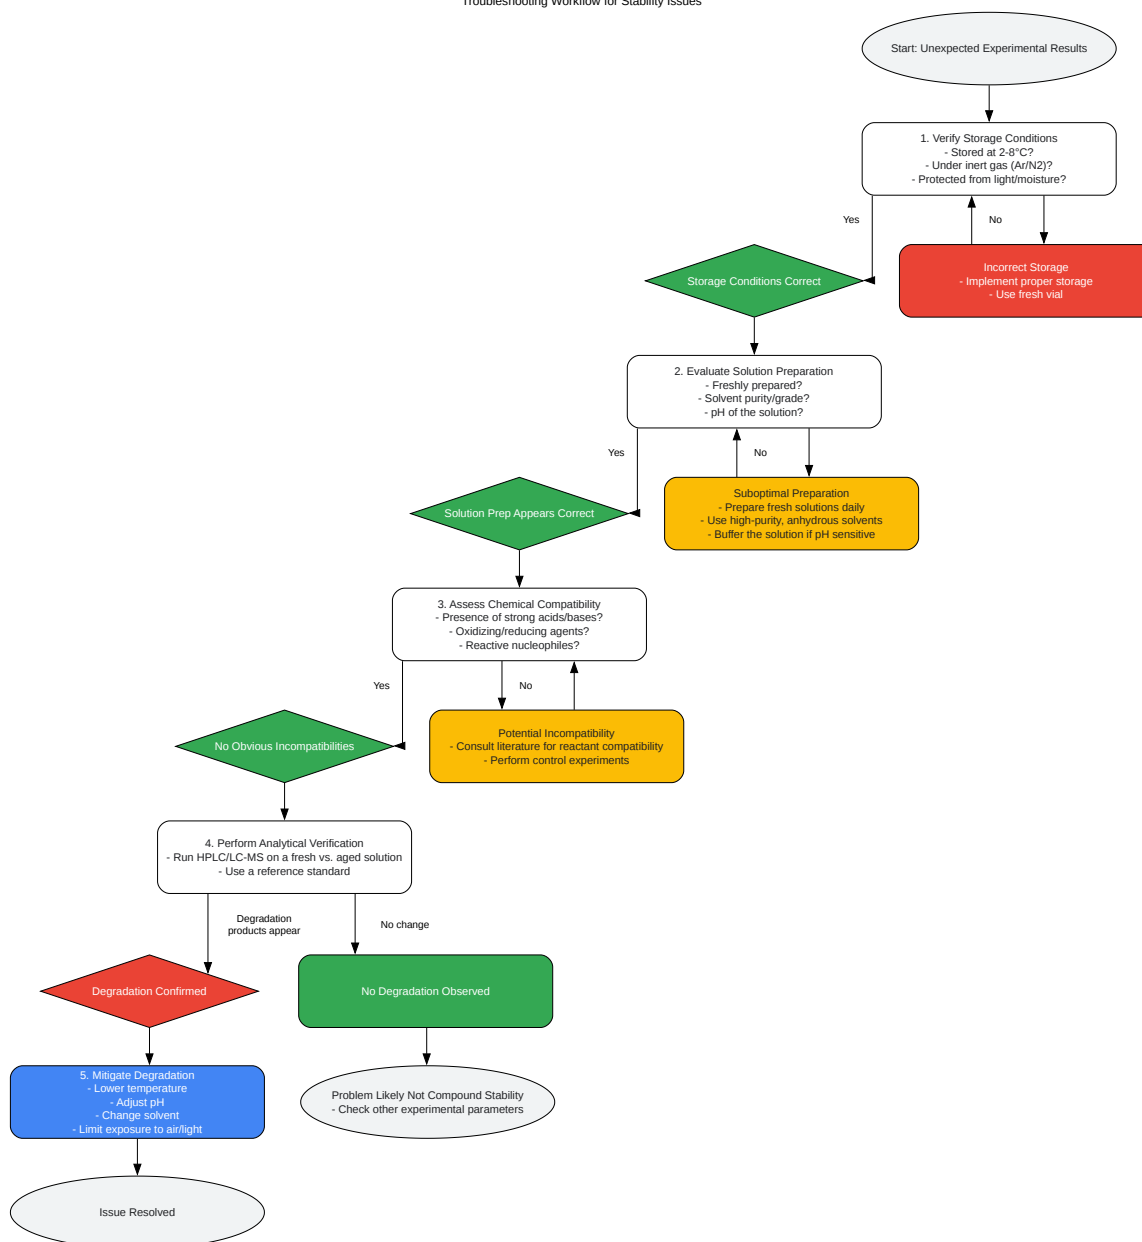 Troubleshooting Workflow for Stability Issues
Start: Unexpected Experimental Results
1. Verify Storage Conditions
- Stored at 2-8°C?
- Under inert gas (Ar/N2)?
- Protected from light/moisture?
Yes
No
Storage Conditions Correct
Incorrect Storage
- Implement proper storage
- Use fresh vial
2. Evaluate Solution Preparation
- Freshly prepared?
- Solvent purity/grade?
- pH of the solution?
Yes
No
Solution Prep Appears Correct
Suboptimal Preparation
- Prepare fresh solutions daily
- Use high-purity, anhydrous solvents
- Buffer the solution if pH sensitive
3. Assess Chemical Compatibility
- Presence of strong acids/bases?
- Oxidizing/reducing agents?
- Reactive nucleophiles?
Yes
No
No Obvious Incompatibilities
Potential Incompatibility
- Consult literature for reactant compatibility
- Perform control experiments
4. Perform Analytical Verification
- Run HPLC/LC-MS on a fresh vs. aged solution
- Use a reference standard
Degradation
products appear
No change
Degradation Confirmed
No Degradation Observed
5. Mitigate Degradation
- Lower temperature
- Adjust pH
- Change solvent
- Limit exposure to air/light
Problem Likely Not Compound Stability
- Check other experimental parameters
Issue Resolved